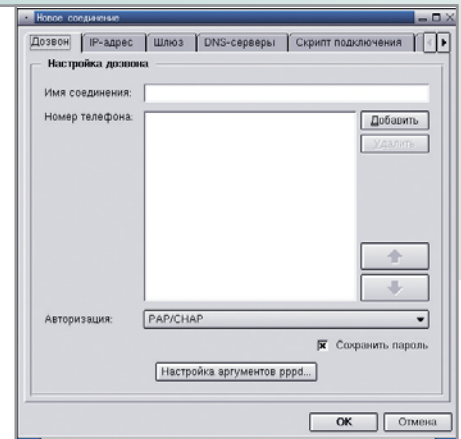 Новое соединение
Дозвон IP-адрес Шлюз DNS-серверы Скрипт подключения
Настройка дозвона
Имя соединения:
Номер телефона:
Добавить
Удалить
Авторизация: PAP/CHAP
Сохранить пароль
Настройка аргументов pppd...
OK Отмена